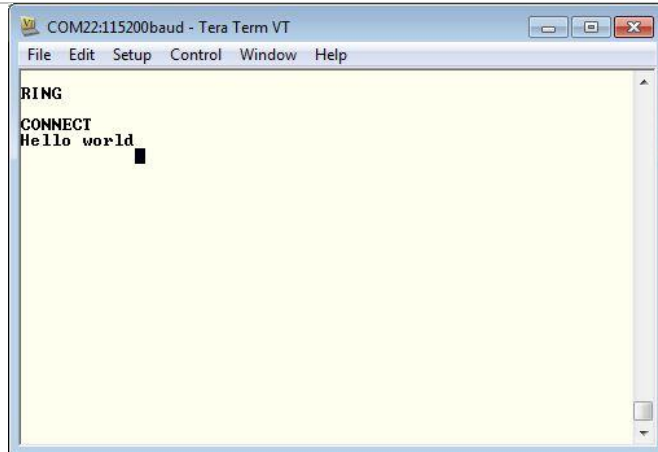 COM22:115200baud - Tera Term VT
File Edit Setup Control Window Help
RING
CONNECT
Hello world